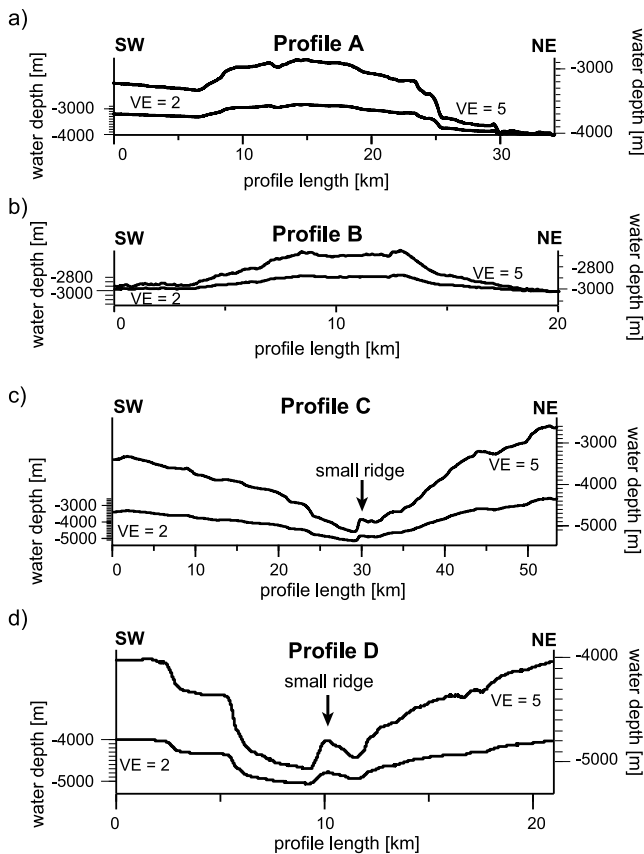 a)
SW
Profile A
NE
water depth [m]
-3000
-4000
VE = 2
VE = 5
-3000
-4000
water depth [m]
0
10
20
30
profile length [km]
b)
SW
Profile B
NE
water depth [m]
-2800
-3000
VE = 2
VE = 5
-2800
-3000
water depth [m]
0
10
20
profile length [km]
c)
SW
Profile C
NE
small ridge
water depth [m]
-3000
-4000
-5000
VE = 2
VE = 5
-3000
-4000
-5000
water depth [m]
0
10
20
30
40
50
profile length [km]
d)
SW
Profile D
NE
small ridge
water depth [m]
-4000
-5000
VE = 2
VE = 5
-4000
-5000
water depth [m]
0
10
20
profile length [km]